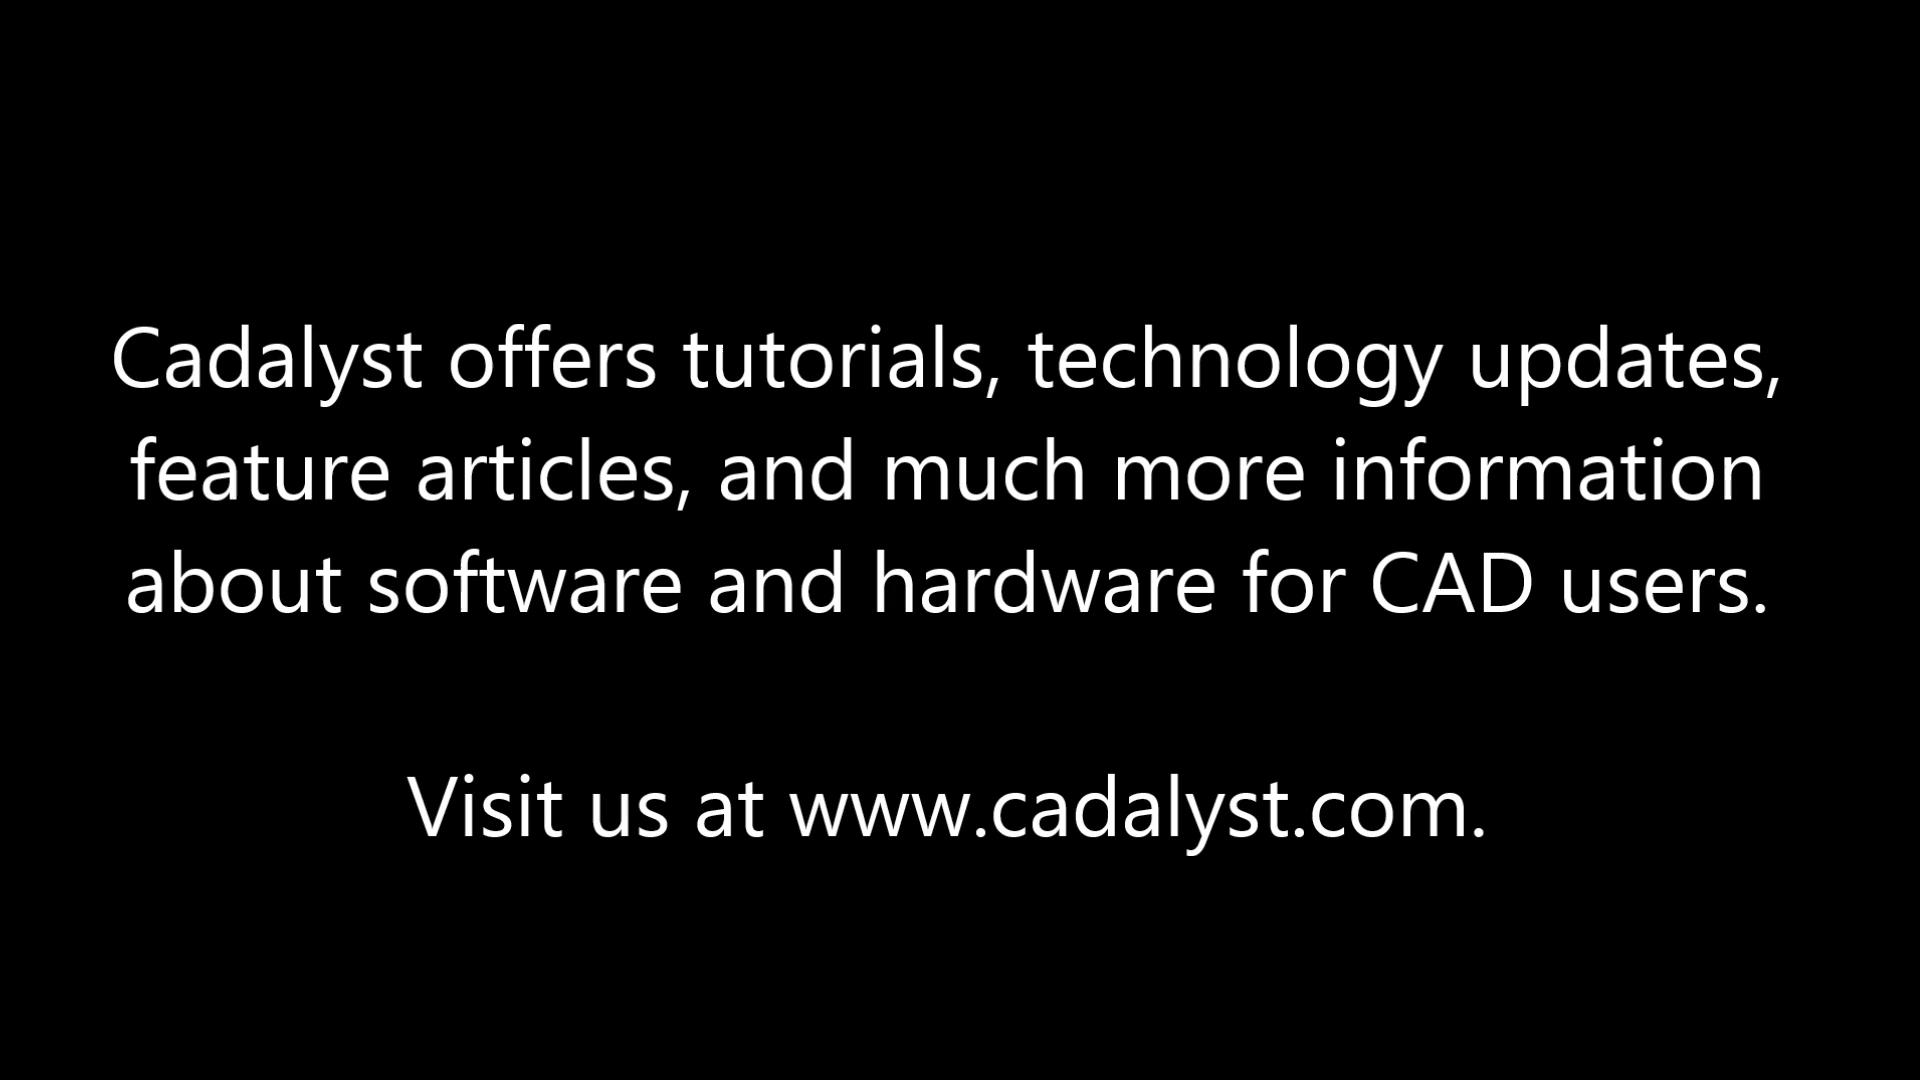 Cadalyst offers tutorials, technology updates,
feature articles, and much more information
about software and hardware for CAD users.
Visit us at www.cadalyst.com.